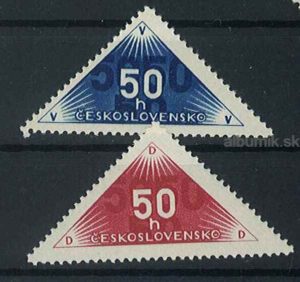 V
50
h
ČESKOSLOVENSKO
V V
albumik.sk
D
50
h
ČESKOSLOVENSKO
D D